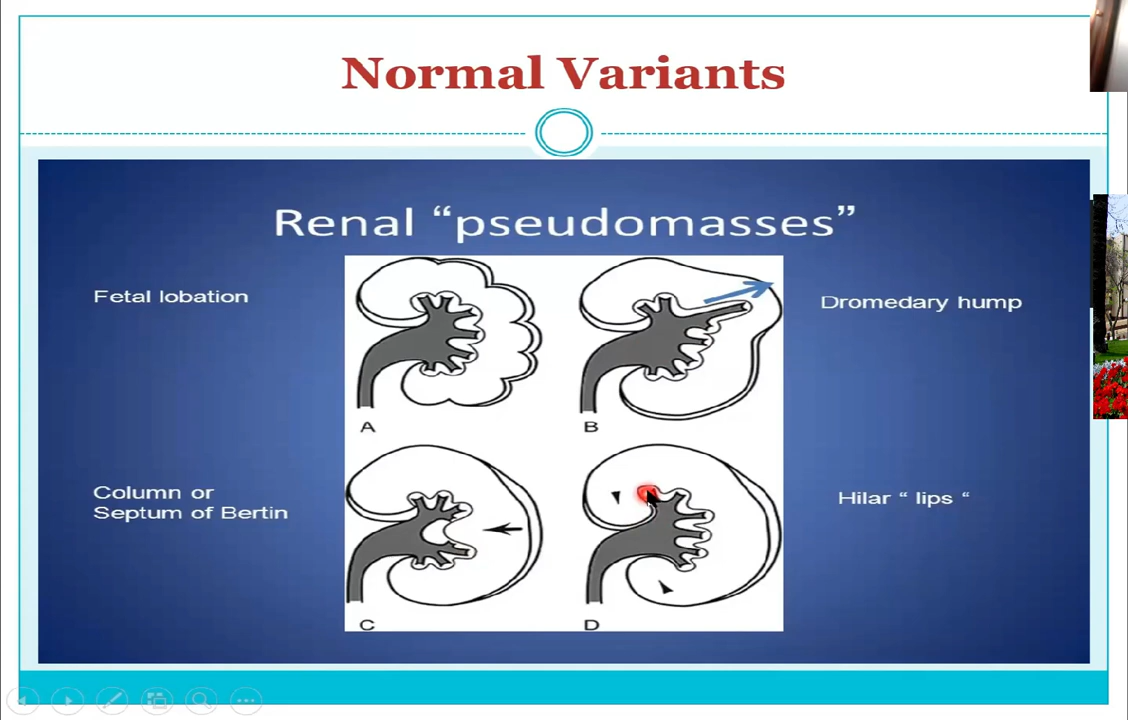 Normal Variants
Renal “pseudomasses”
Fetal lobation
Dromedary hump
A
B
Column or
Septum of Bertin
Hilar “ lips “
C
D